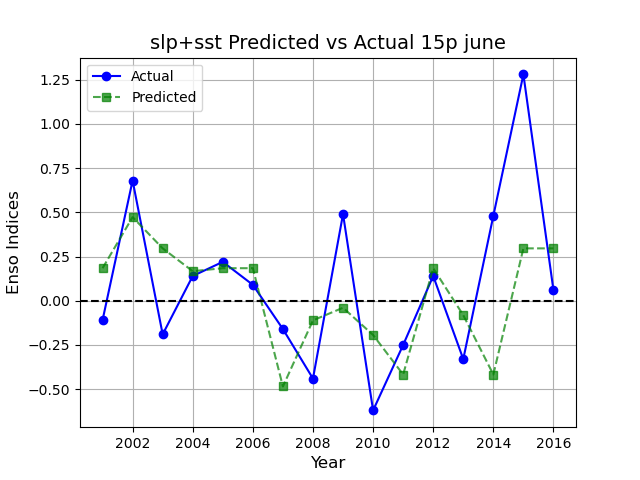 slp+sst Predicted vs Actual 15p june
Actual
Predicted
Enso Indices
1.25
1.00
0.75
0.50
0.25
0.00
−0.25
−0.50
2002 2004 2006 2008 2010 2012 2014 2016
Year